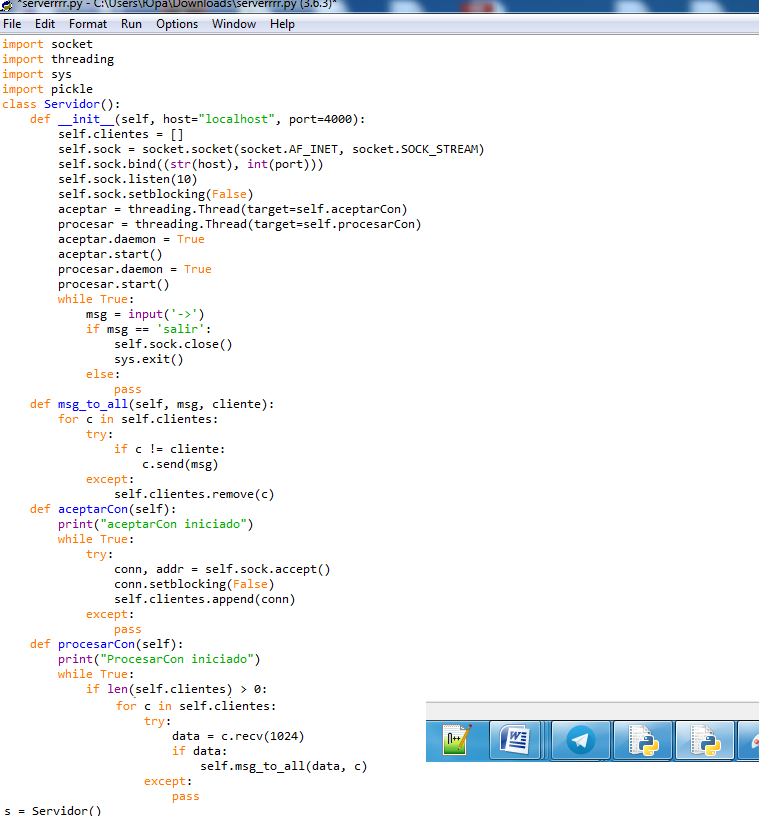 *serverrrr.py - C:\Users\Юра\Downloads\serverrrr.py (3.6.3)*
File Edit Format Run Options Window Help
import socket
import threading
import sys
import pickle
class Servidor():
    def __init__(self, host="localhost", port=4000):
        self.clientes = []
        self.sock = socket.socket(socket.AF_INET, socket.SOCK_STREAM)
        self.sock.bind((str(host), int(port)))
        self.sock.listen(10)
        self.sock.setblocking(False)
        aceptar = threading.Thread(target=self.aceptarCon)
        procesar = threading.Thread(target=self.procesarCon)
        aceptar.daemon = True
        aceptar.start()
        procesar.daemon = True
        procesar.start()
        while True:
            msg = input('->')
            if msg == 'salir':
                self.sock.close()
                sys.exit()
            else:
                pass
    def msg_to_all(self, msg, cliente):
        for c in self.clientes:
            try:
                if c != cliente:
                    c.send(msg)
            except:
                self.clientes.remove(c)
    def aceptarCon(self):
        print("aceptarCon iniciado")
        while True:
            try:
                conn, addr = self.sock.accept()
                conn.setblocking(False)
                self.clientes.append(conn)
            except:
                pass
    def procesarCon(self):
        print("ProcesarCon iniciado")
        while True:
            if len(self.clientes) > 0:
                for c in self.clientes:
                    try:
                        data = c.recv(1024)
                        if data:
                            self.msg_to_all(data, c)
                    except:
                        pass
s = Servidor()